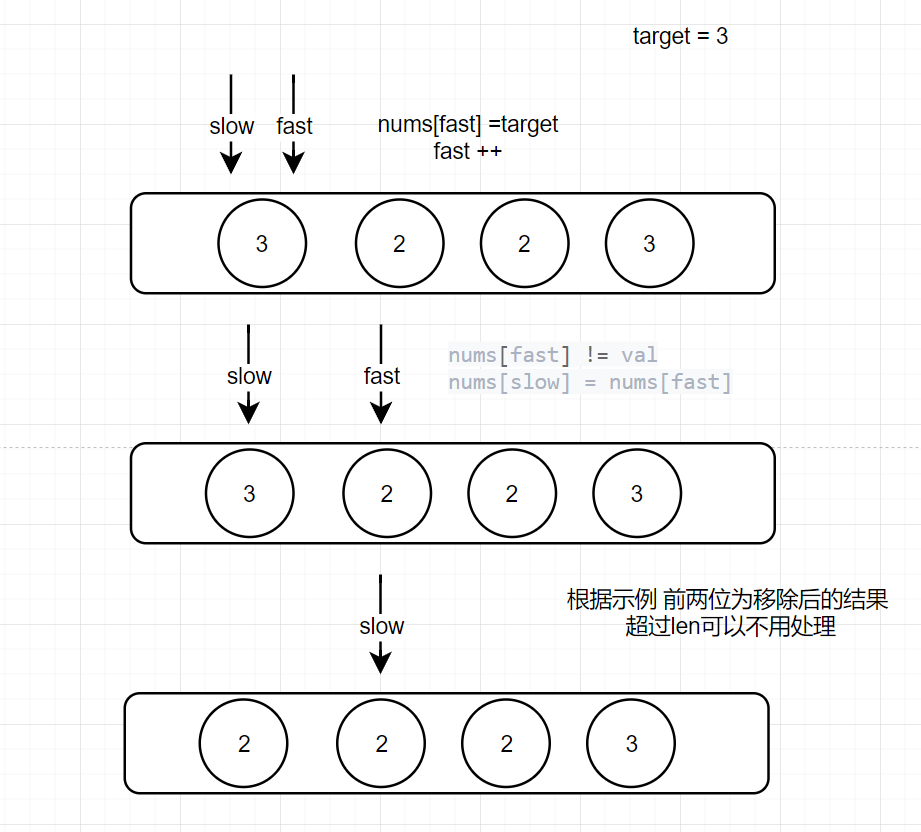 target = 3
slow fast
nums[fast] =target
fast ++
3 2 2 3
slow fast
nums[fast] != val
nums[slow] = nums[fast]
3 2 2 3
slow
根据示例 前两位为移除后的结果
超过len可以不用处理
2 2 2 3